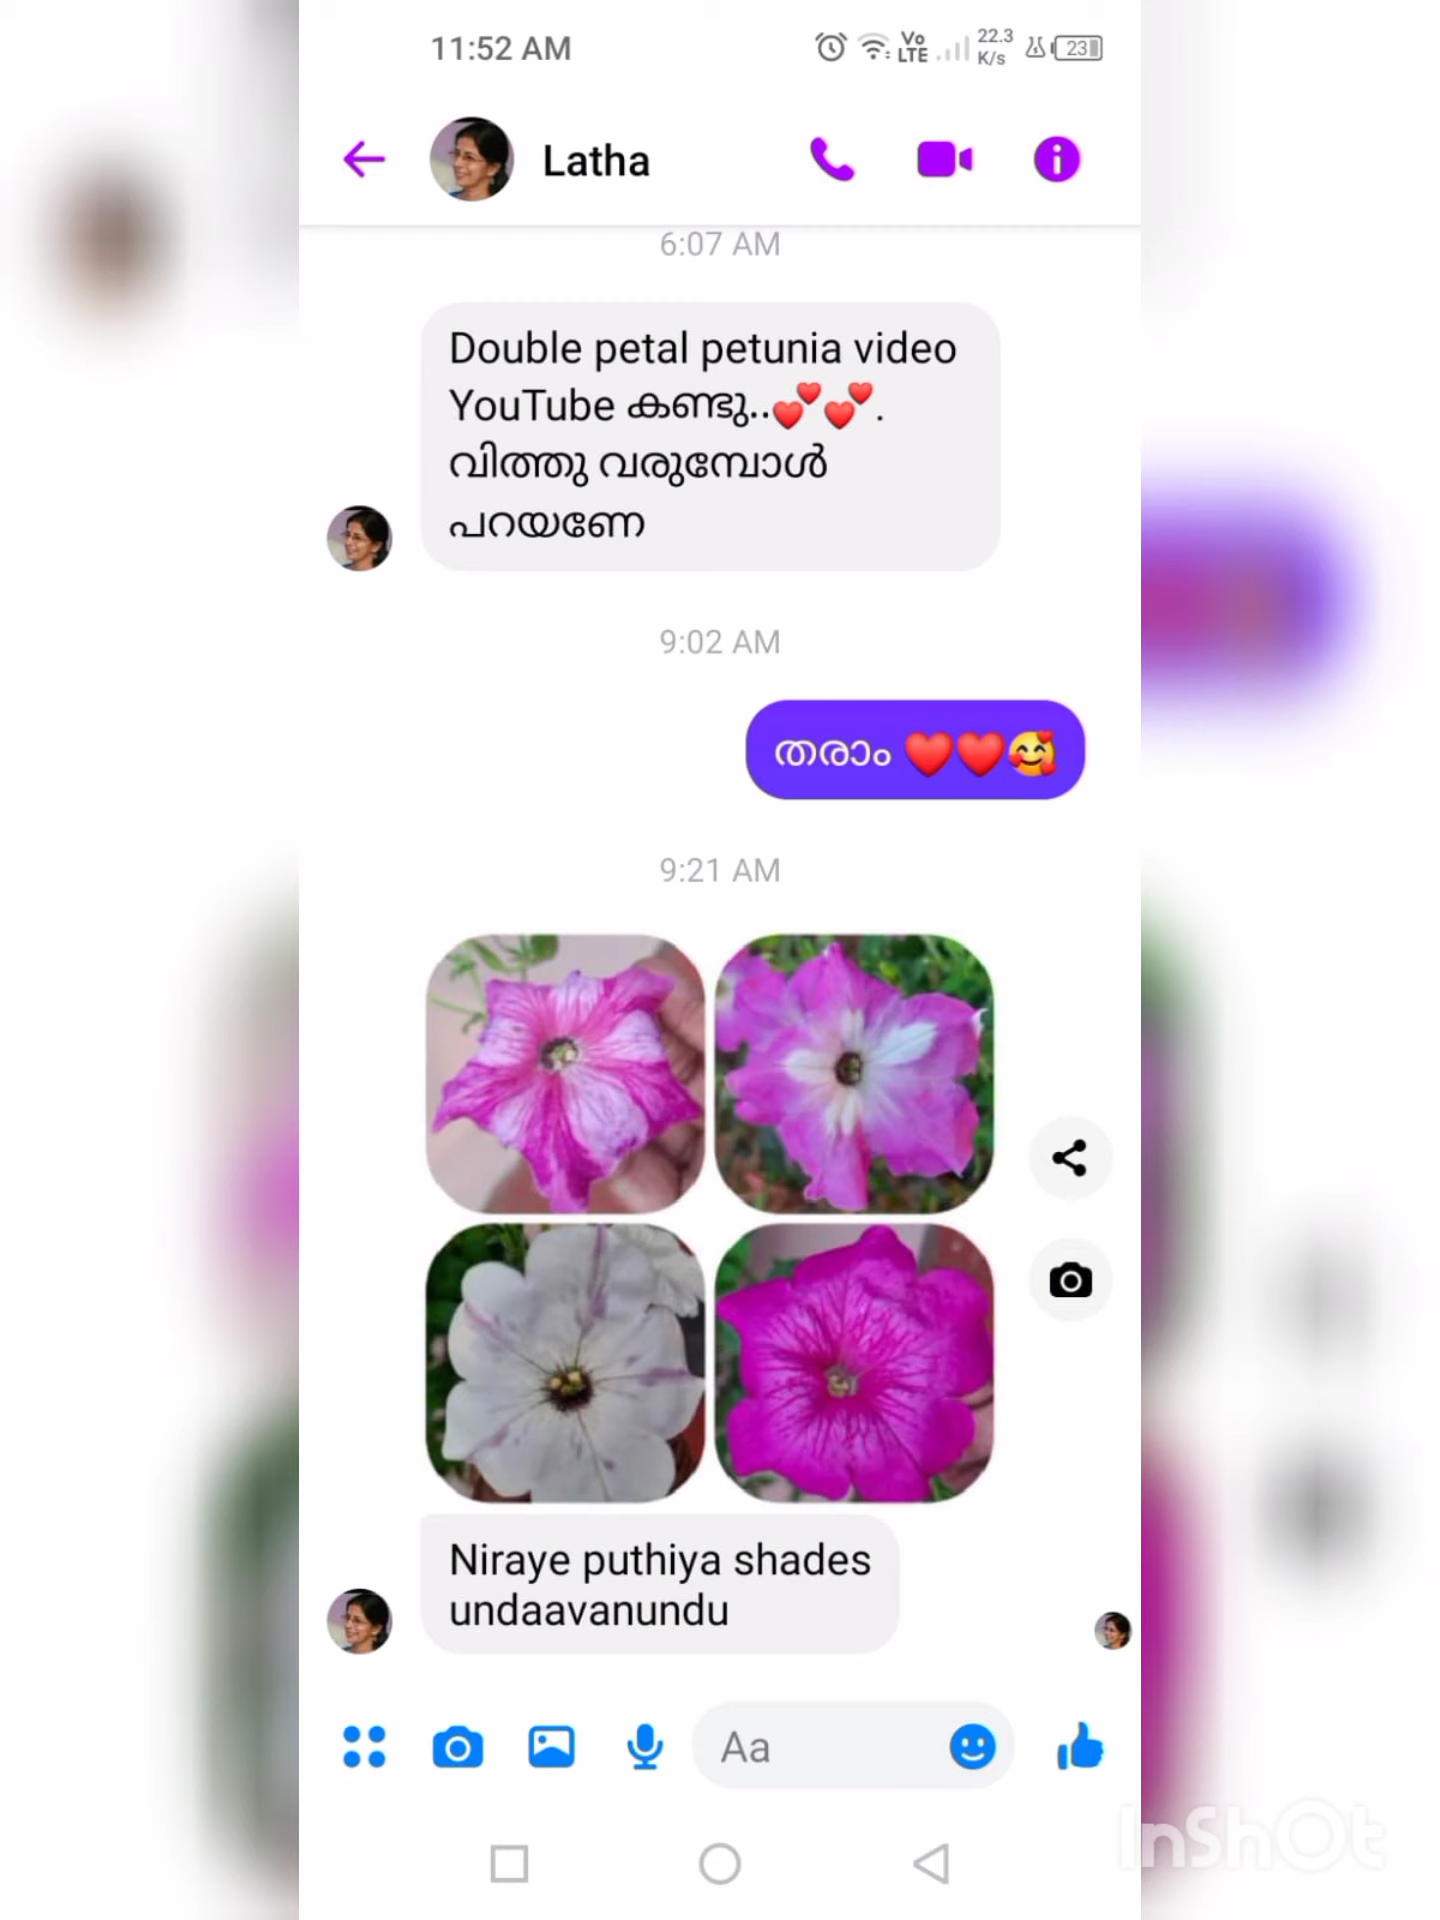 11:52 AM
Vo LTE
22.3 K/s
23
Latha
6:07 AM
Double petal petunia video
YouTube കണ്ടു..💕💕.
വിത്തു വരുമ്പോൾ
പറയണേ
9:02 AM
തരാം ❤️❤️🥰
9:21 AM
Niraye puthiya shades
undaavanundu
Aa
InShOt